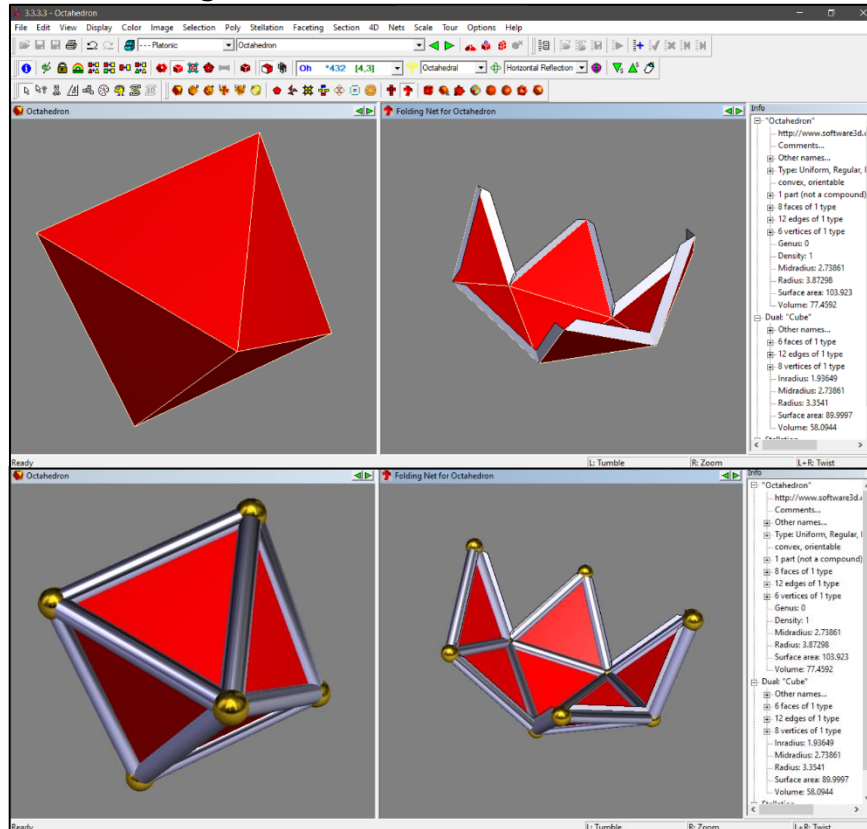 3.3.3.3 - Octahedron
File Edit View Display Color Image Selection Poly Stellation Faceting Section 4D Nets Scale Tour Options Help
--- Platonic Octahedron
Oh *432 [4,3] Octahedral Horizontal Reflection
Octahedron
Folding Net for Octahedron
Info
"Octahedron"
http://www.software3d.c
Comments...
Other names...
Type: Uniform, Regular,
convex, orientable
1 part (not a compound)
8 faces of 1 type
12 edges of 1 type
6 vertices of 1 type
Genus: 0
Density: 1
Midradius: 2.73861
Radius: 3.87298
Surface area: 103.923
Volume: 77.4592
Dual: "Cube"
Other names...
6 faces of 1 type
12 edges of 1 type
8 vertices of 1 type
Inradius: 1.93649
Midradius: 2.73861
Radius: 3.3541
Surface area: 89.9997
Volume: 58.0944
Ready L: Tumble R: Zoom L+R: Twist
Octahedron
Folding Net for Octahedron
Info
"Octahedron"
http://www.software3d.c
Comments...
Other names...
Type: Uniform, Regular,
convex, orientable
1 part (not a compound)
8 faces of 1 type
12 edges of 1 type
6 vertices of 1 type
Genus: 0
Density: 1
Midradius: 2.73861
Radius: 3.87298
Surface area: 103.923
Volume: 77.4592
Dual: "Cube"
Other names...
6 faces of 1 type
12 edges of 1 type
8 vertices of 1 type
Inradius: 1.93649
Midradius: 2.73861
Radius: 3.3541
Surface area: 89.9997
Volume: 58.0944
Ready L: Tumble R: Zoom L+R: Twist